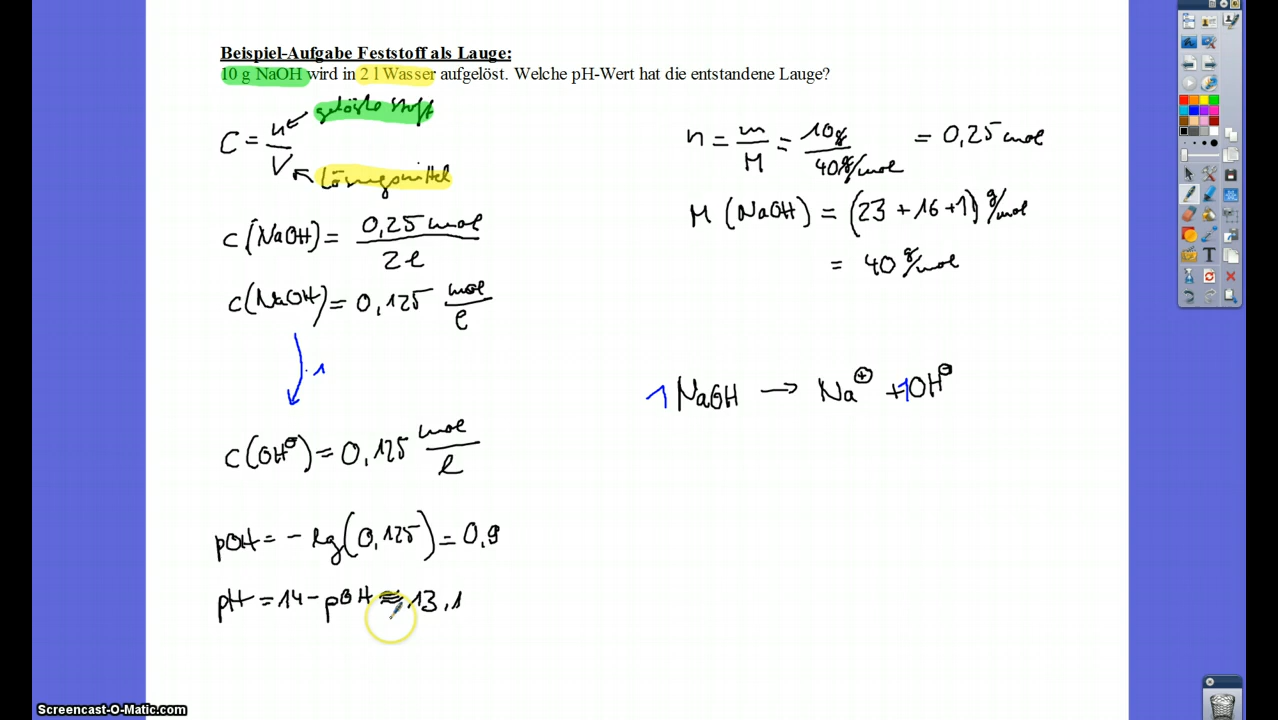 Beispiel-Aufgabe Feststoff als Lauge:
10 g NaOH wird in 2 l Wasser aufgelöst. Welche pH-Wert hat die entstandene Lauge?
C = n/V
gelöste Stoff
Lösungsmittel
c(NaOH) = 0,25 mol / 2 l
c(NaOH) = 0,125 mol/l
· 1
c(OH⊖) = 0,125 mol/l
pOH = - lg(0,125) = 0,9
pH = 14 - pOH ≈ 13,1
n = m/M = 10g / 40 g/mol = 0,25 mol
M (NaOH) = (23 + 16 + 1) g/mol
= 40 g/mol
1 NaOH → Na⊕ + 1 OH⊖
T
Screencast-O-Matic.com